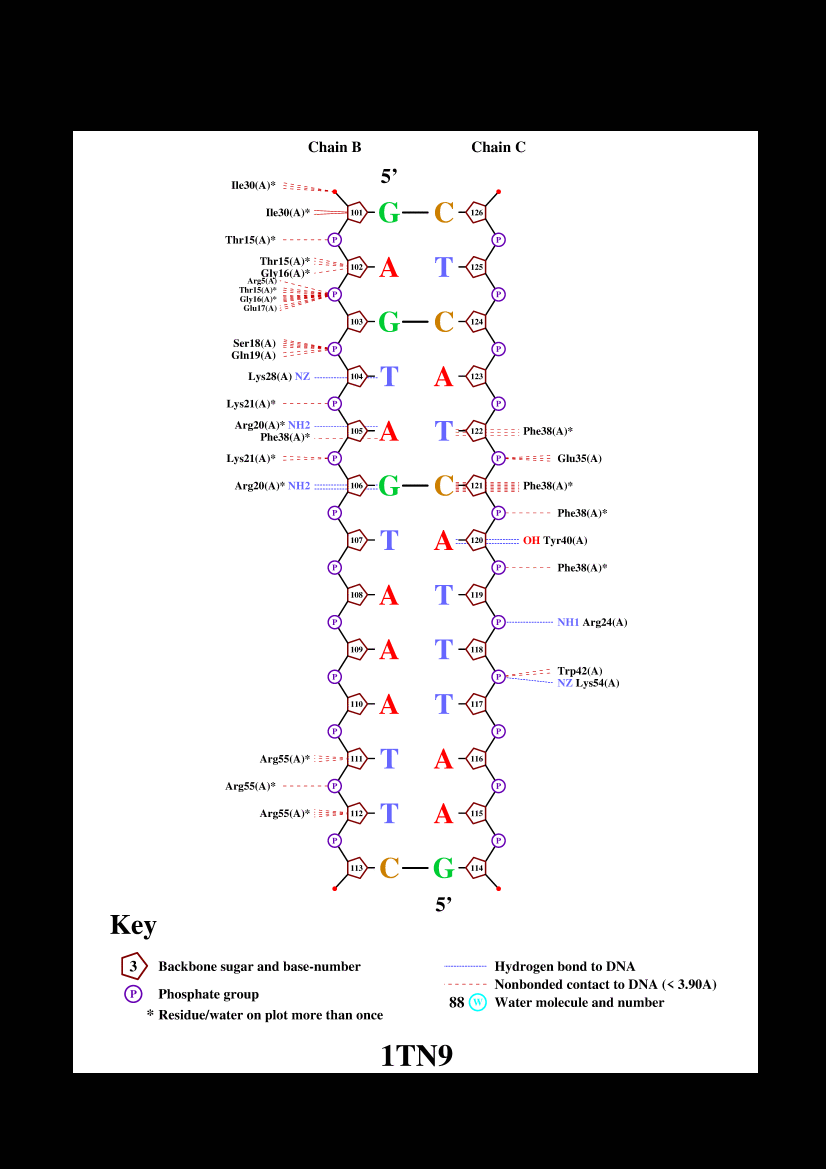 Chain B Chain C
5’
Ile30(A)*
Ile30(A)* 101 G C 126
Thr15(A)* P P
Thr15(A)* 102 A T 125
Gly16(A)*
Arg5(A)
Thr15(A)* P P
Gly16(A)*
Glu17(A)
103 G C 124
Ser18(A) P P
Gln19(A)
Lys28(A) NZ 104 T A 123
Lys21(A)* P P
Arg20(A)* NH2 105 A T 122 Phe38(A)*
Phe38(A)*
Lys21(A)* P P Glu35(A)
Arg20(A)* NH2 106 G C 121 Phe38(A)*
P P Phe38(A)*
107 T A 120 OH Tyr40(A)
P P Phe38(A)*
108 A T 119
P P NH1 Arg24(A)
109 A T 118
P P Trp42(A)
NZ Lys54(A)
110 A T 117
P P
Arg55(A)* 111 T A 116
Arg55(A)* P P
Arg55(A)* 112 T A 115
P P
113 C G 114
5’
Key
3 Backbone sugar and base-number
P Phosphate group
* Residue/water on plot more than once
Hydrogen bond to DNA
Nonbonded contact to DNA (< 3.90A)
88 W Water molecule and number
1TN9